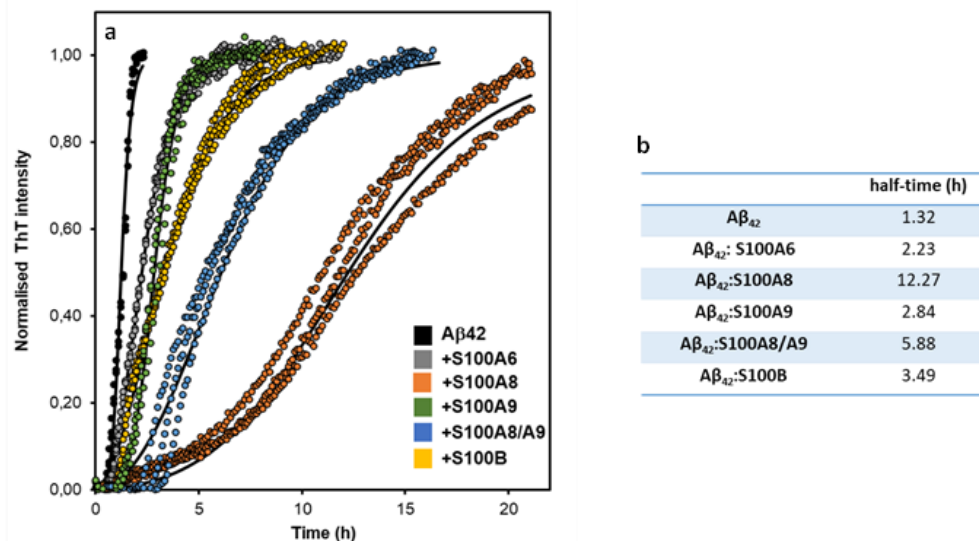 a
1,00
0,80
0,60
0,40
0,20
0,00
Normalised ThT intensity
0
5
10
15
20
Time (h)
Aβ42
+S100A6
+S100A8
+S100A9
+S100A8/A9
+S100B
b
half-time (h)
Aβ₄₂ 1.32
Aβ₄₂: S100A6 2.23
Aβ₄₂:S100A8 12.27
Aβ₄₂:S100A9 2.84
Aβ₄₂:S100A8/A9 5.88
Aβ₄₂:S100B 3.49